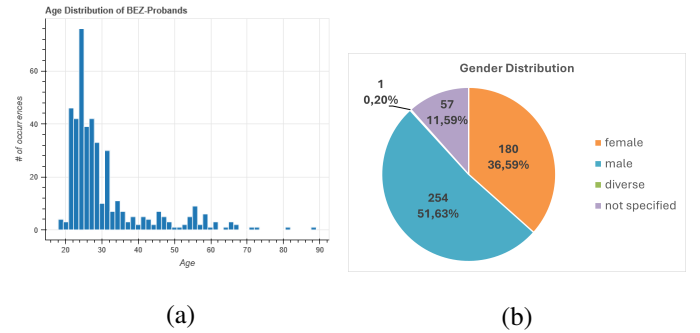 Age Distribution of BEZ-Probands
# of occurrences
60
40
20
0
20 30 40 50 60 70 80 90
Age
(a)
Gender Distribution
1
0,20%
57
11,59%
180
36,59%
254
51,63%
female
male
diverse
not specified
(b)